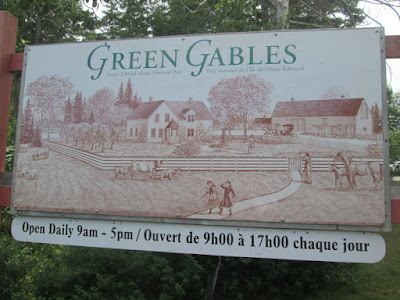 GREEN GABLES
Prince Edward Island National Park Parc national de l'Île-du-Prince-Édouard
Open Daily 9am - 5pm / Ouvert de 9h00 à 17h00 chaque jour